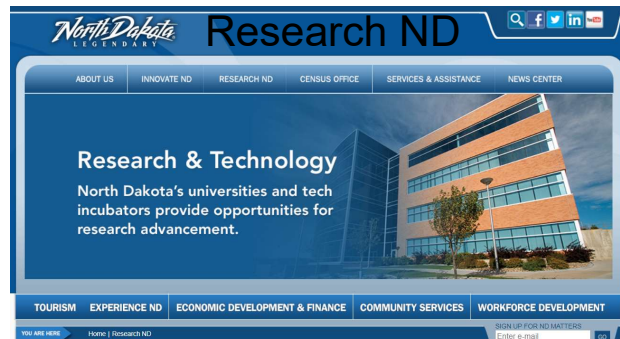 North Dakota
LEGENDARY
Research ND
You Tube
ABOUT US INNOVATE ND RESEARCH ND CENSUS OFFICE SERVICES & ASSISTANCE NEWS CENTER
Research & Technology
North Dakota's universities and tech
incubators provide opportunities for
research advancement.
TOURISM EXPERIENCE ND ECONOMIC DEVELOPMENT & FINANCE COMMUNITY SERVICES WORKFORCE DEVELOPMENT
SIGN UP FOR ND MATTERS
YOU ARE HERE Home | Research ND Enter e-mail GO